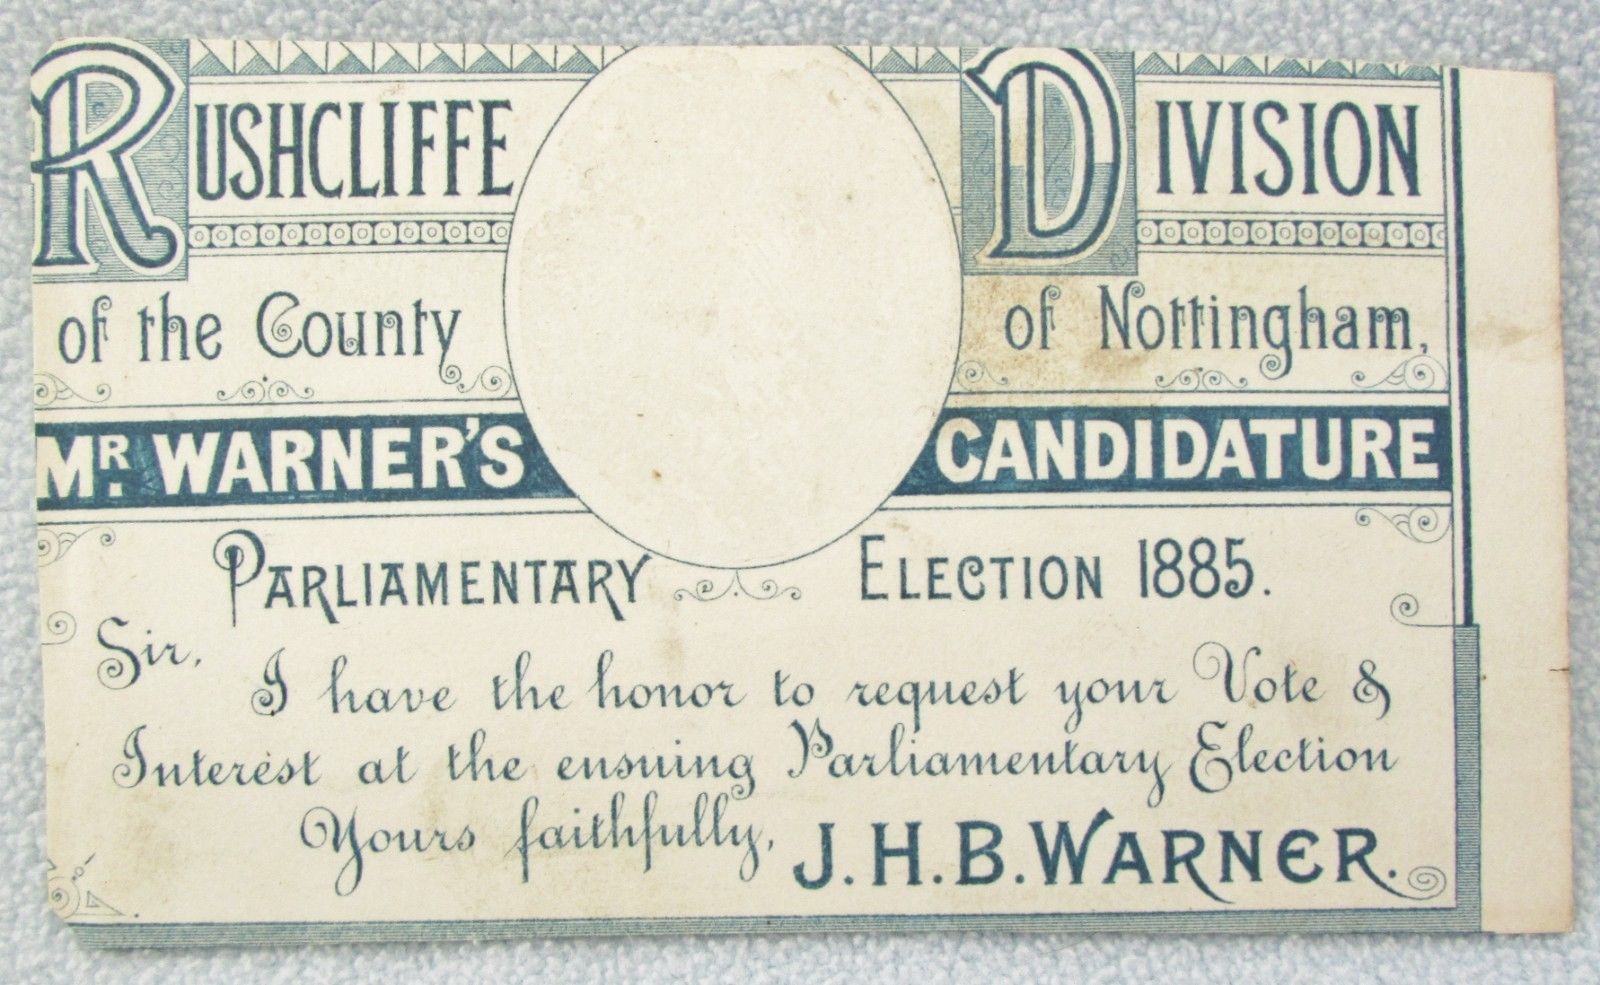 RUSHCLIFFE DIVISION
of the County of Nottingham,
MR. WARNER'S CANDIDATURE
PARLIAMENTARY ELECTION 1885.
Sir,
I have the honor to request your Vote &
Interest at the ensuing Parliamentary Election
Yours faithfully, J. H. B. WARNER.